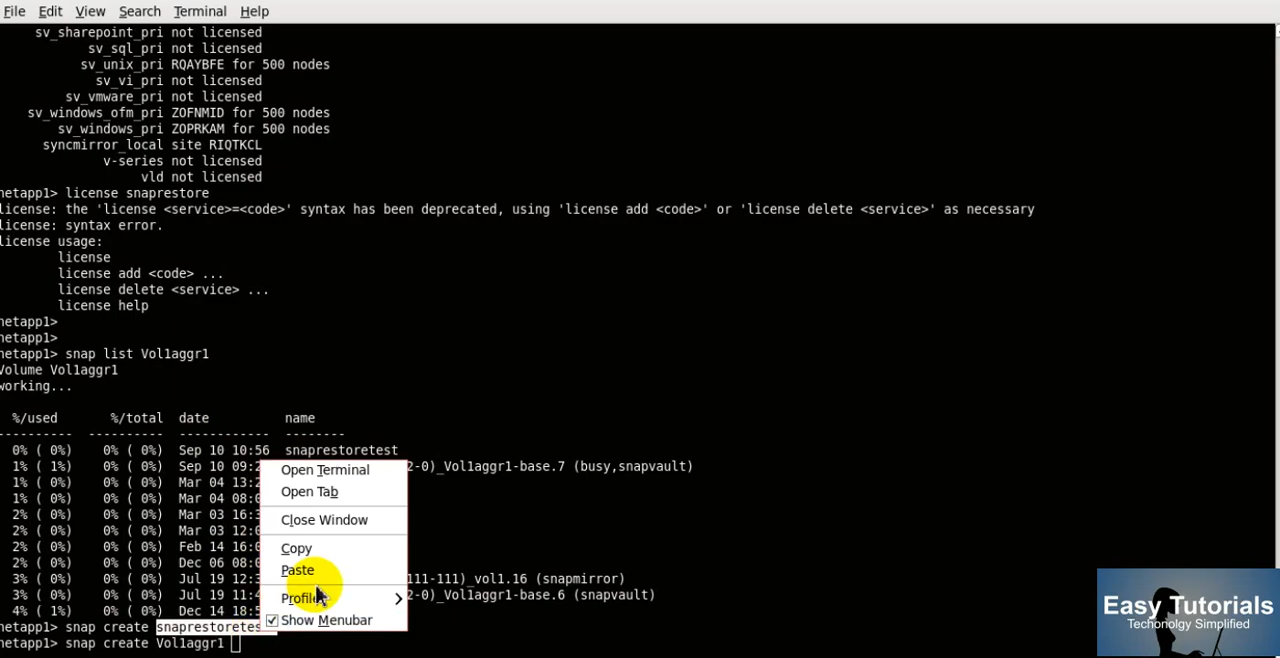 File Edit View Search Terminal Help
sv_sharepoint_pri not licensed
sv_sql_pri not licensed
sv_unix_pri RQAYBFE for 500 nodes
sv_vi_pri not licensed
sv_vmware_pri not licensed
sv_windows_ofm_pri ZOFNMID for 500 nodes
sv_windows_pri ZOPRKAM for 500 nodes
syncmirror_local site RIQTKCL
v-series not licensed
vld not licensed
netapp1> license snaprestore
license: the 'license <service>=<code>' syntax has been deprecated, using 'license add <code>' or 'license delete <service>' as necessary
license: syntax error.
license usage:
license
license add <code> ...
license delete <service> ...
license help
netapp1>
netapp1>
netapp1> snap list Vol1aggr1
Volume Vol1aggr1
working...
%/used %/total date name
---------- ---------- ------------ --------
0% ( 0%) 0% ( 0%) Sep 10 10:56 snaprestoretest
1% ( 1%) 0% ( 0%) Sep 10 09:2 2-0)_Vol1aggr1-base.7 (busy,snapvault)
1% ( 0%) 0% ( 0%) Mar 04 13:2
1% ( 0%) 0% ( 0%) Mar 04 08:0
2% ( 0%) 0% ( 0%) Mar 03 16:3
2% ( 0%) 0% ( 0%) Mar 03 12:0
2% ( 0%) 0% ( 0%) Feb 14 16:0
2% ( 0%) 0% ( 0%) Dec 06 08:0
3% ( 0%) 0% ( 0%) Jul 19 12:3 111-111)_vol1.16 (snapmirror)
3% ( 0%) 0% ( 0%) Jul 19 11:4 2-0)_Vol1aggr1-base.6 (snapvault)
4% ( 1%) 0% ( 0%) Dec 14 18:5
netapp1> snap create snaprestoretes
netapp1> snap create Vol1aggr1
Open Terminal
Open Tab
Close Window
Copy
Paste
Profiles
Show Menubar
Easy Tutorials
Techonolgy Simplified